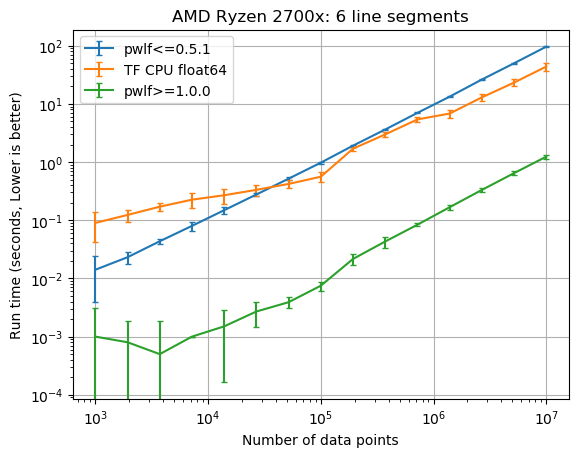 AMD Ryzen 2700x: 6 line segments
pwlf<=0.5.1
TF CPU float64
pwlf>=1.0.0
Run time (seconds, Lower is better)
10²
10¹
10⁰
10⁻¹
10⁻²
10⁻³
10⁻⁴
10³ 10⁴ 10⁵ 10⁶ 10⁷
Number of data points